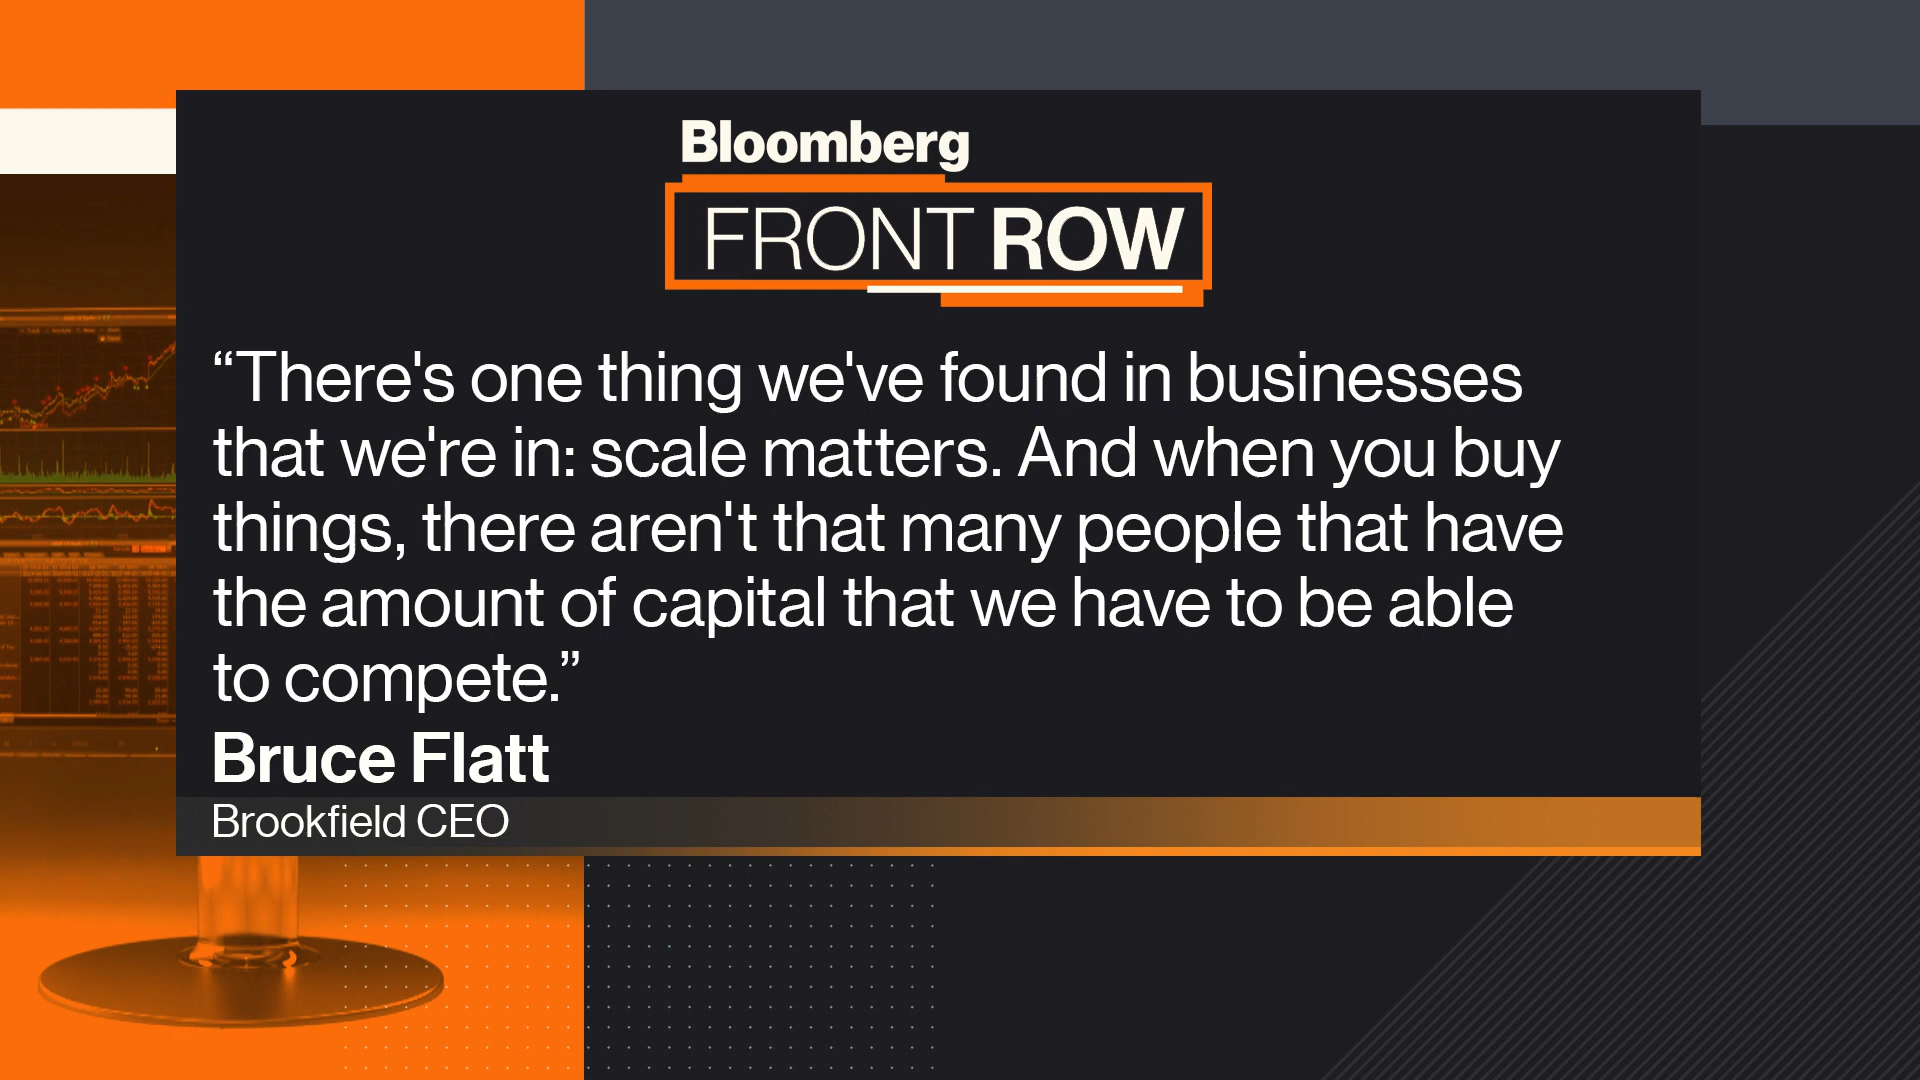 Bloomberg
FRONT ROW
“There's one thing we've found in businesses
that we're in: scale matters. And when you buy
things, there aren't that many people that have
the amount of capital that we have to be able
to compete.”
Bruce Flatt
Brookfield CEO